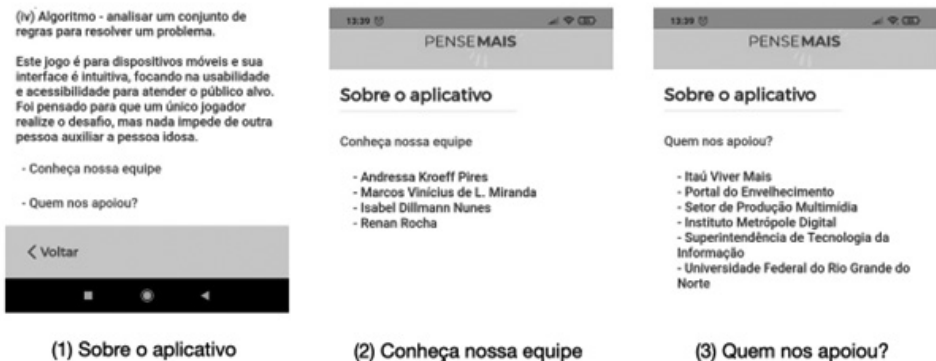 (iv) Algoritmo - analisar um conjunto de
regras para resolver um problema.
Este jogo é para dispositivos móveis e sua
interface é intuitiva, focando na usabilidade
e acessibilidade para atender o público alvo.
Foi pensado para que um único jogador
realize o desafio, mas nada impede de outra
pessoa auxiliar a pessoa idosa.
- Conheça nossa equipe
- Quem nos apoiou?
Voltar
(1) Sobre o aplicativo
13:39
PENSEMAIS
Sobre o aplicativo
Conheça nossa equipe
- Andressa Kroeff Pires
- Marcos Vinícius de L. Miranda
- Isabel Dillmann Nunes
- Renan Rocha
(2) Conheça nossa equipe
13:39
PENSEMAIS
Sobre o aplicativo
Quem nos apoiou?
- Itaú Viver Mais
- Portal do Envelhecimento
- Setor de Produção Multimídia
- Instituto Metrópole Digital
- Superintendência de Tecnologia da
Informação
- Universidade Federal do Rio Grande do
Norte
(3) Quem nos apoiou?